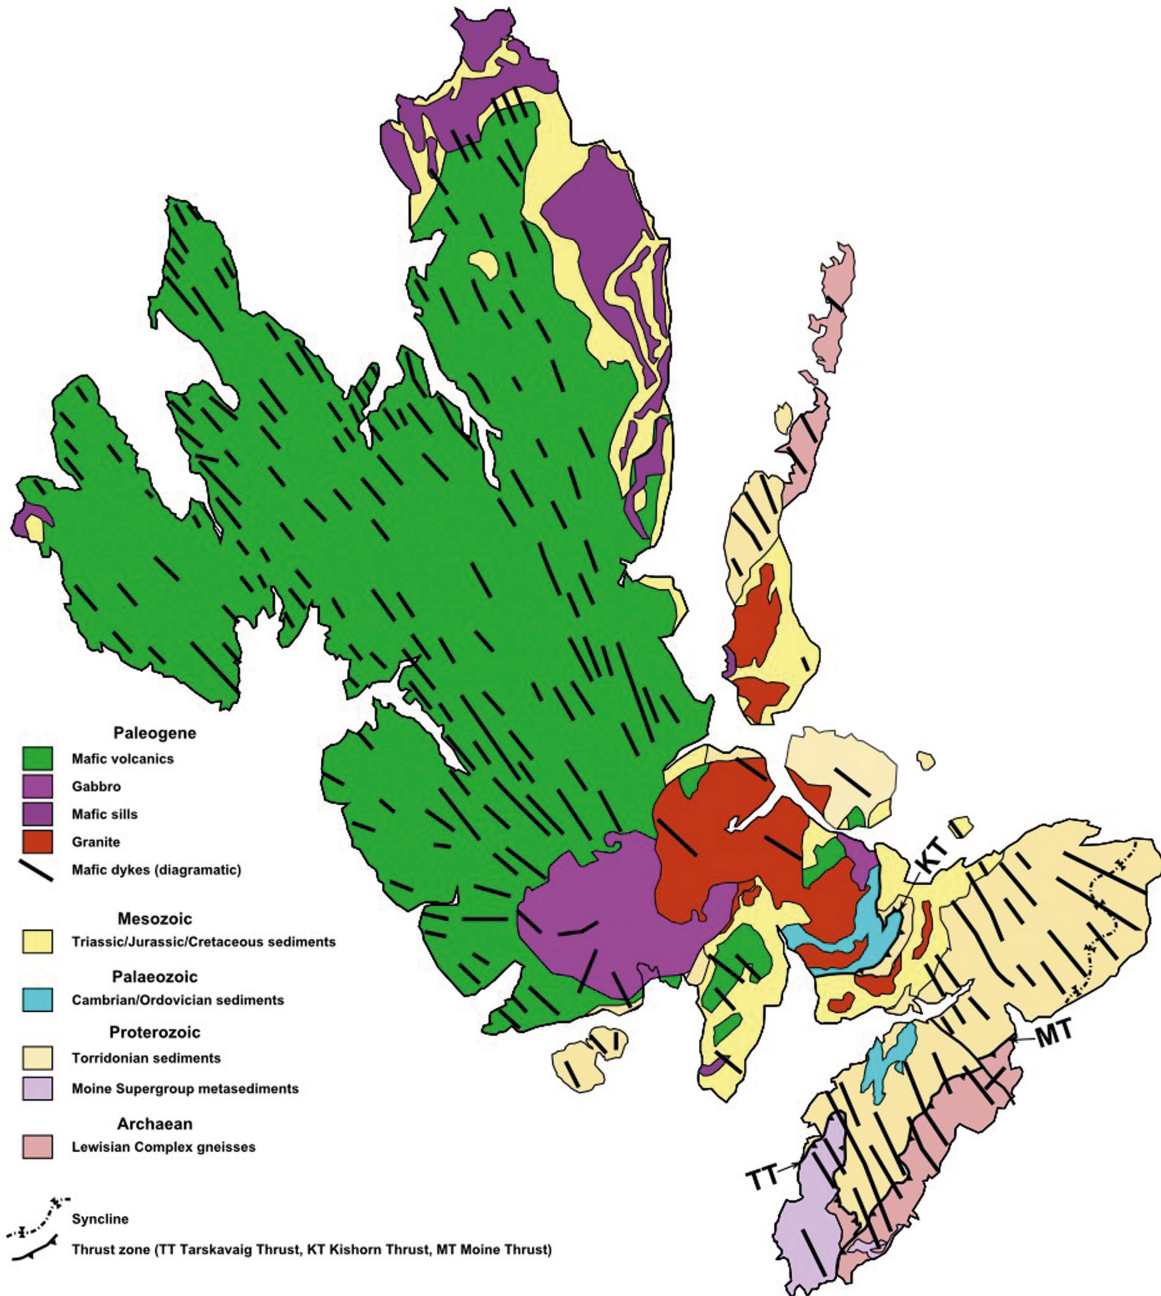 KT
MT
TT
Paleogene
Mafic volcanics
Gabbro
Mafic sills
Granite
Mafic dykes (diagramatic)
Mesozoic
Triassic/Jurassic/Cretaceous sediments
Palaeozoic
Cambrian/Ordovician sediments
Proterozoic
Torridonian sediments
Moine Supergroup metasediments
Archaean
Lewisian Complex gneisses
Syncline
Thrust zone (TT Tarskavaig Thrust, KT Kishorn Thrust, MT Moine Thrust)